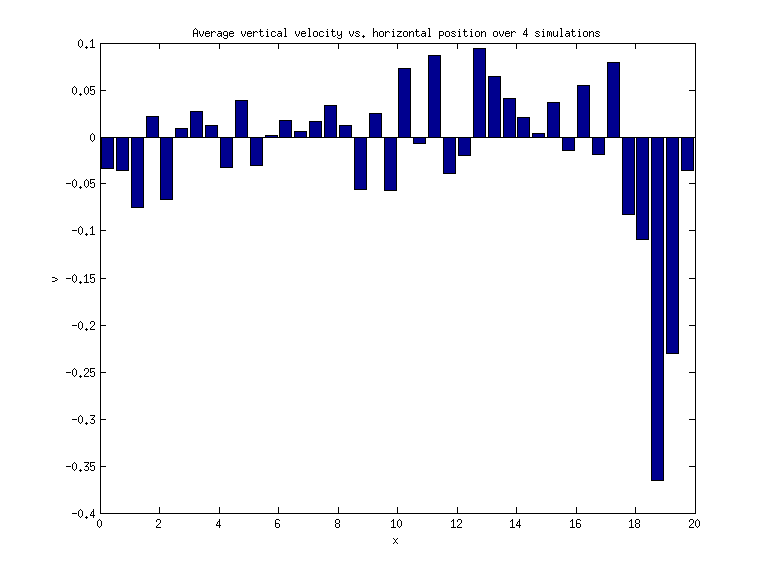 Average vertical velocity vs. horizontal position over 4 simulations
0.1
0.05
0
-0.05
-0.1
-0.15
v
-0.2
-0.25
-0.3
-0.35
-0.4
0 2 4 6 8 10 12 14 16 18 20
x